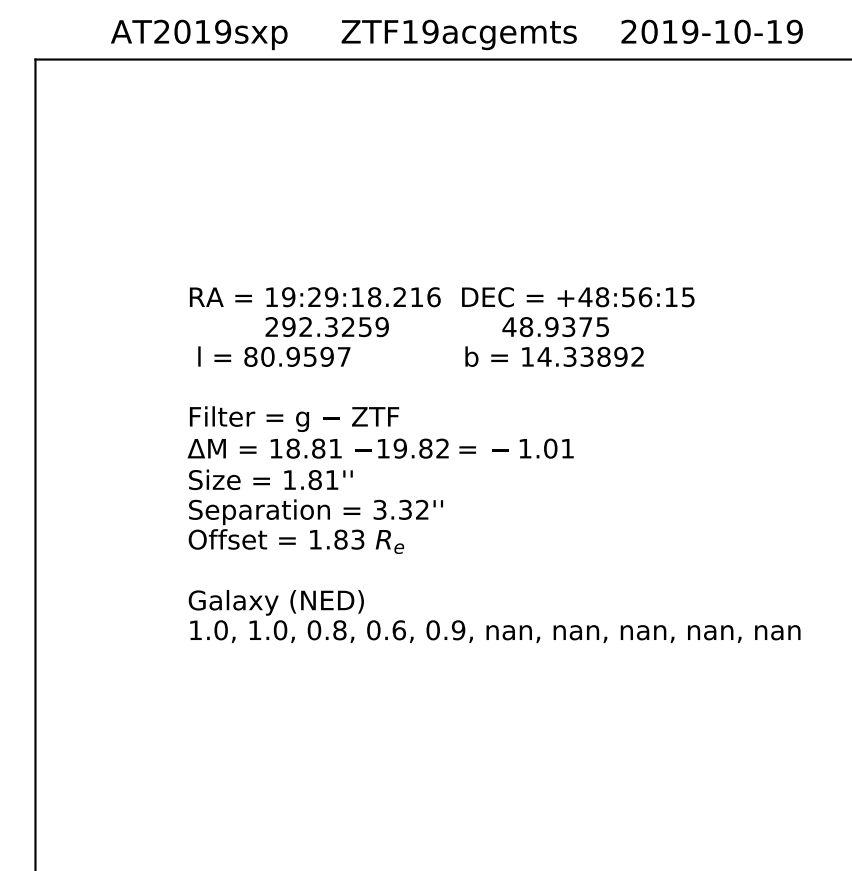 AT2019sxp ZTF19acgemts 2019-10-19
RA = 19:29:18.216 DEC = +48:56:15
292.3259 48.9375
l = 80.9597 b = 14.33892
Filter = g − ZTF
ΔM = 18.81 −19.82 = − 1.01
Size = 1.81''
Separation = 3.32''
Offset = 1.83 Re
Galaxy (NED)
1.0, 1.0, 0.8, 0.6, 0.9, nan, nan, nan, nan, nan